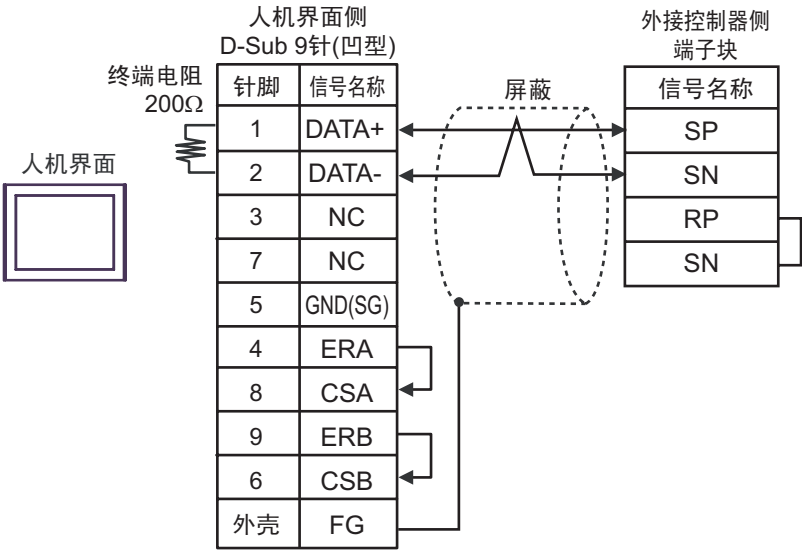 人机界面侧
D-Sub 9针(凹型)
外接控制器侧
端子块
终端电阻
200Ω
针脚 信号名称
屏蔽
信号名称
1 DATA+
SP
2 DATA-
SN
人机界面
3 NC
RP
7 NC
SN
5 GND(SG)
4 ERA
8 CSA
9 ERB
6 CSB
外壳 FG